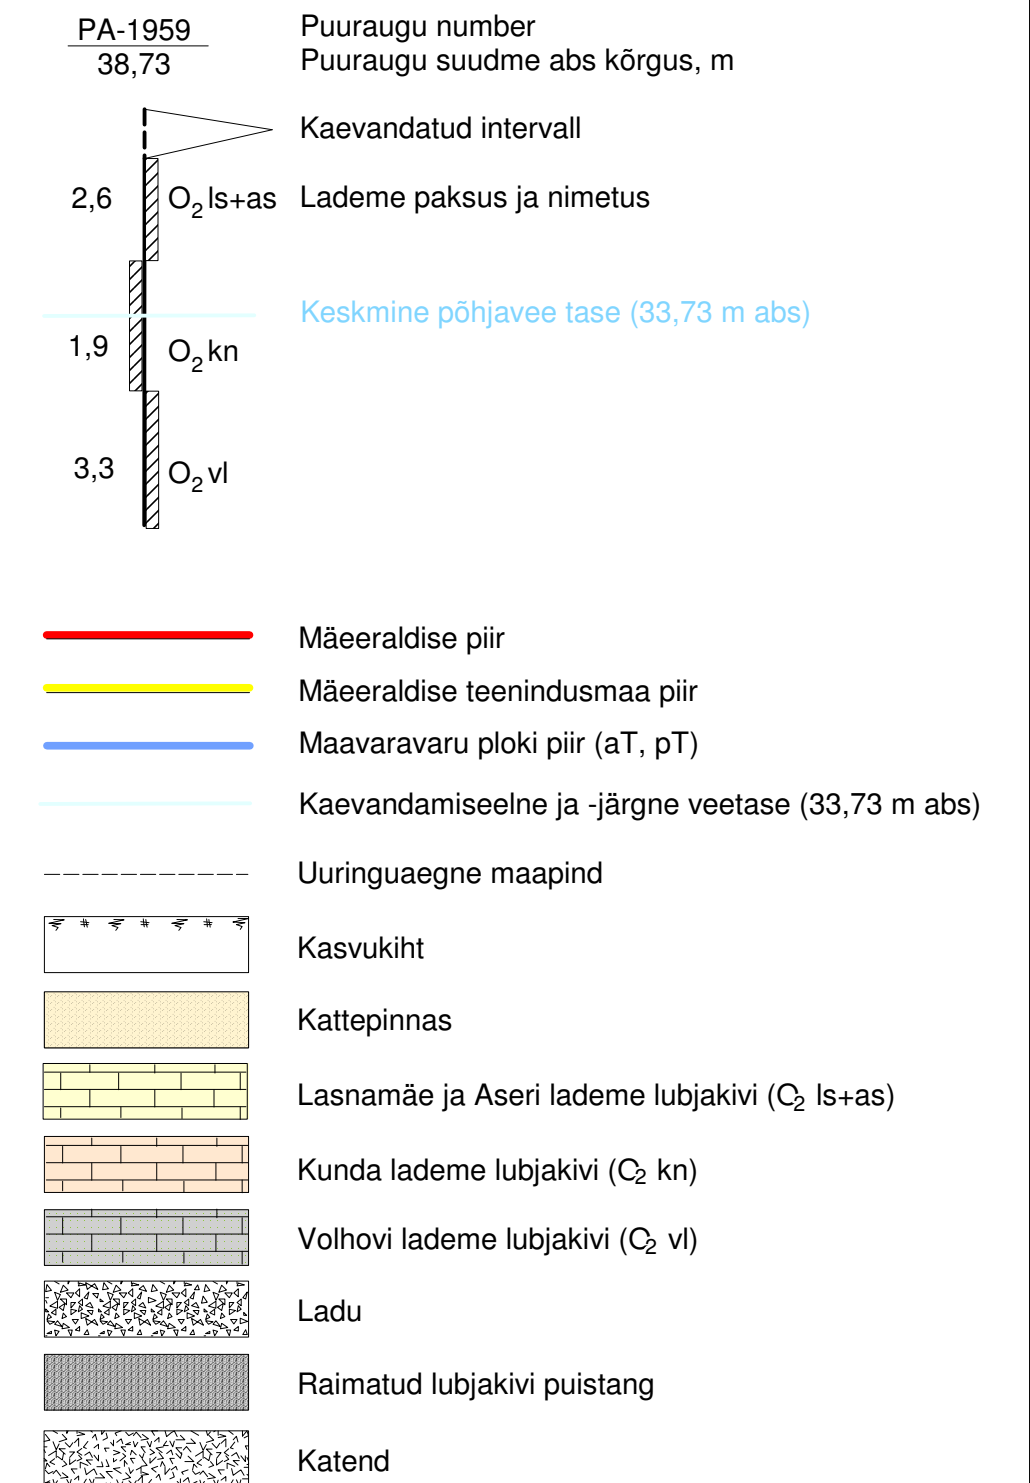 PA-1959 Puuraugu number
38,73 Puuraugu suudme abs kõrgus, m
Kaevandatud intervall
2,6 O2 ls+as Lademe paksus ja nimetus
Keskmine põhjavee tase (33,73 m abs)
1,9 O2 kn
3,3 O2 vl
Mäeeraldise piir
Mäeeraldise teenindusmaa piir
Maavaravaru ploki piir (aT, pT)
Kaevandamiseelne ja -järgne veetase (33,73 m abs)
Uuringuaegne maapind
Kasvukiht
Kattepinnas
Lasnamäe ja Aseri lademe lubjakivi (O2 ls+as)
Kunda lademe lubjakivi (O2 kn)
Volhovi lademe lubjakivi (O2 vl)
Ladu
Raimatud lubjakivi puistang
Katend